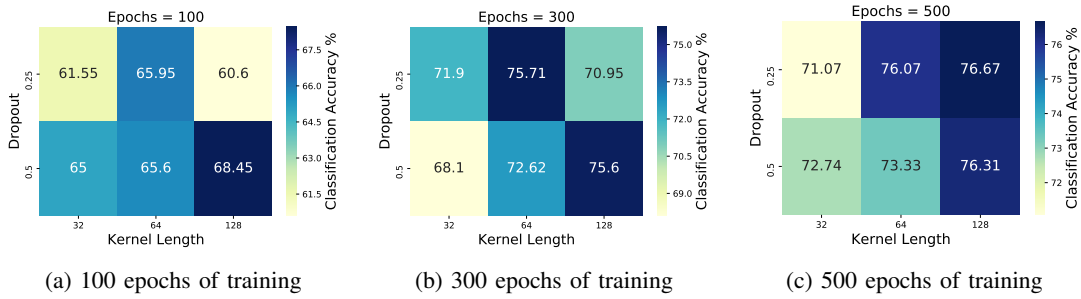 Epochs = 100
Dropout
0.25
0.5
61.55 65.95 60.6
65 65.6 68.45
32 64 128
Kernel Length
67.5
66.0
64.5
63.0
61.5
Classification Accuracy %
(a) 100 epochs of training
Epochs = 300
Dropout
0.25
0.5
71.9 75.71 70.95
68.1 72.62 75.6
32 64 128
Kernel Length
75.0
73.5
72.0
70.5
69.0
Classification Accuracy %
(b) 300 epochs of training
Epochs = 500
Dropout
0.25
0.5
71.07 76.07 76.67
72.74 73.33 76.31
32 64 128
Kernel Length
76
75
74
73
72
Classification Accuracy %
(c) 500 epochs of training